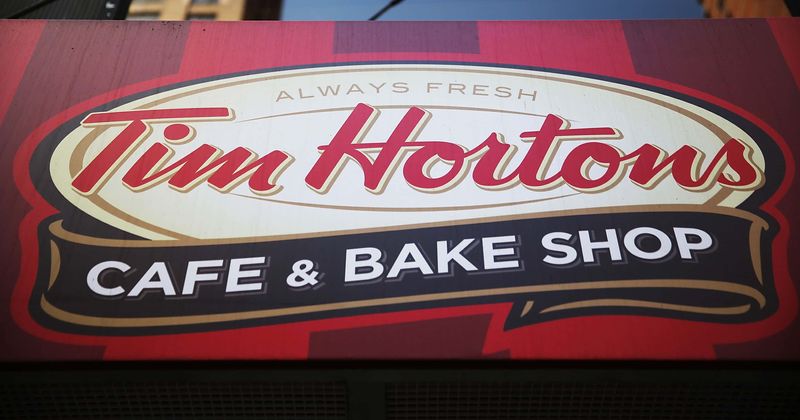 ALWAYS FRESH
Tim Hortons
CAFE & BAKE SHOP